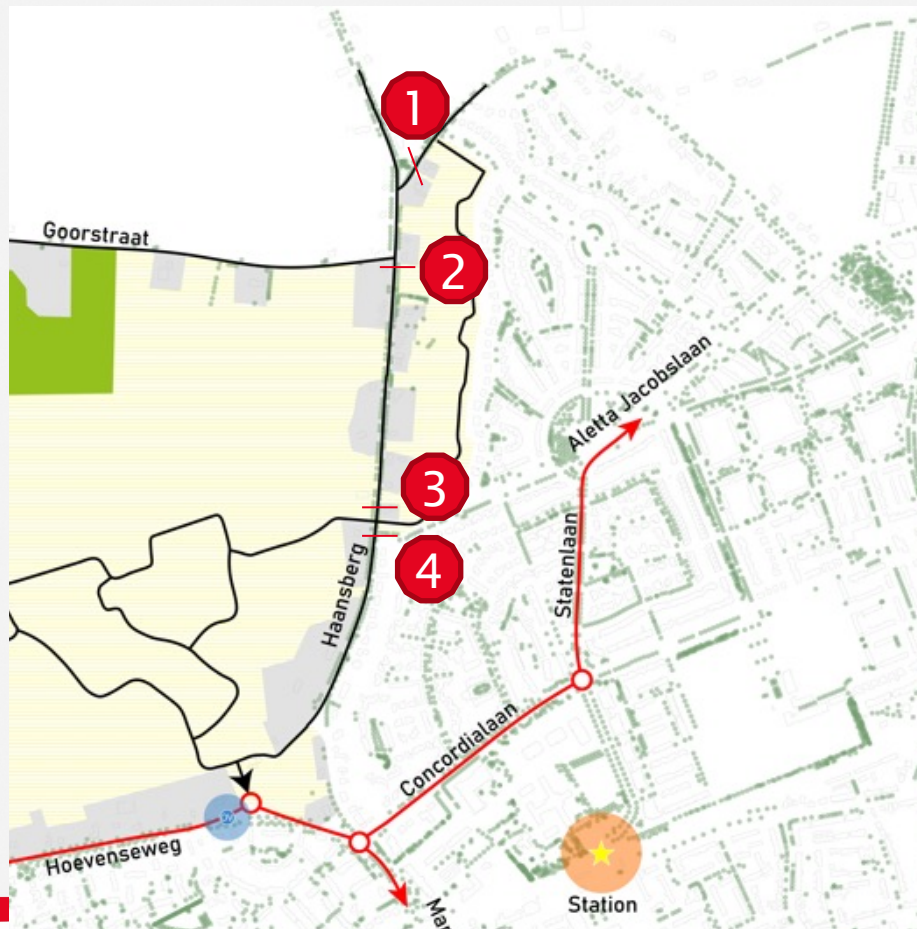 1
Goorstraat
2
Aletta Jacobslaan
3
Statenlaan
4
Haansberg
Concordialaan
Hoevenseweg
Station